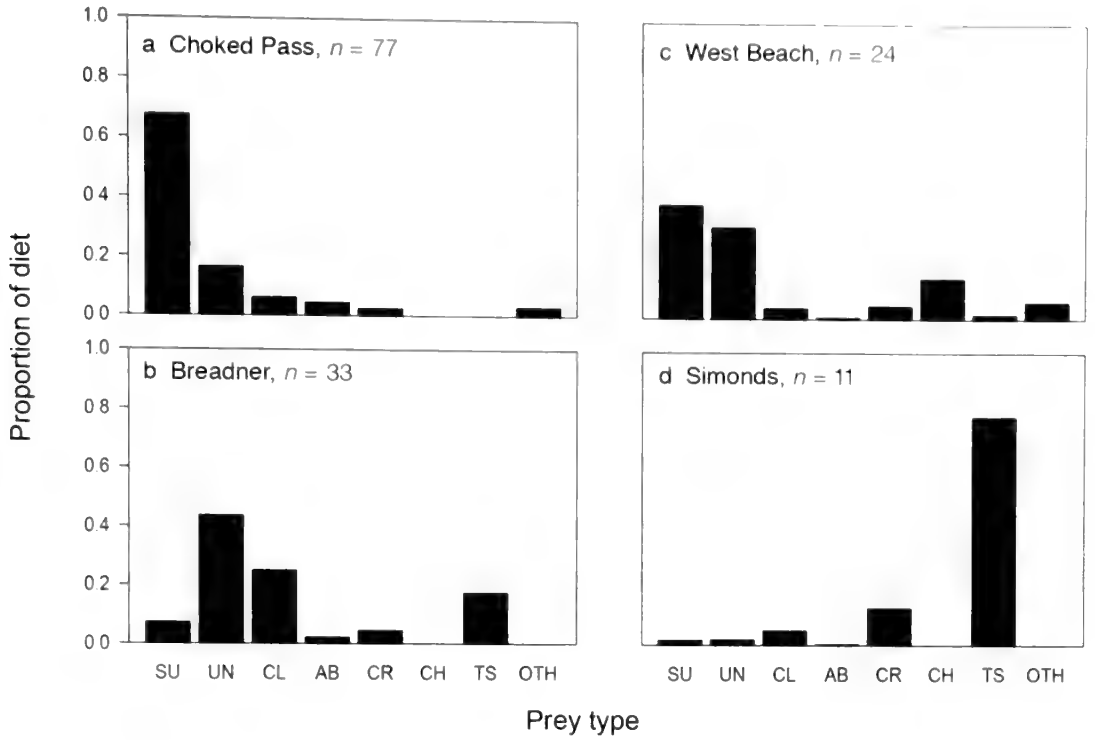 a Choked Pass, n = 77
c West Beach, n = 24
1.0
0.8
0.6
0.4
0.2
0.0
b Breadner, n = 33
d Simonds, n = 11
1.0
0.8
0.6
0.4
0.2
0.0
Proportion of diet
SU UN CL AB CR CH TS OTH
SU UN CL AB CR CH TS OTH
Prey type